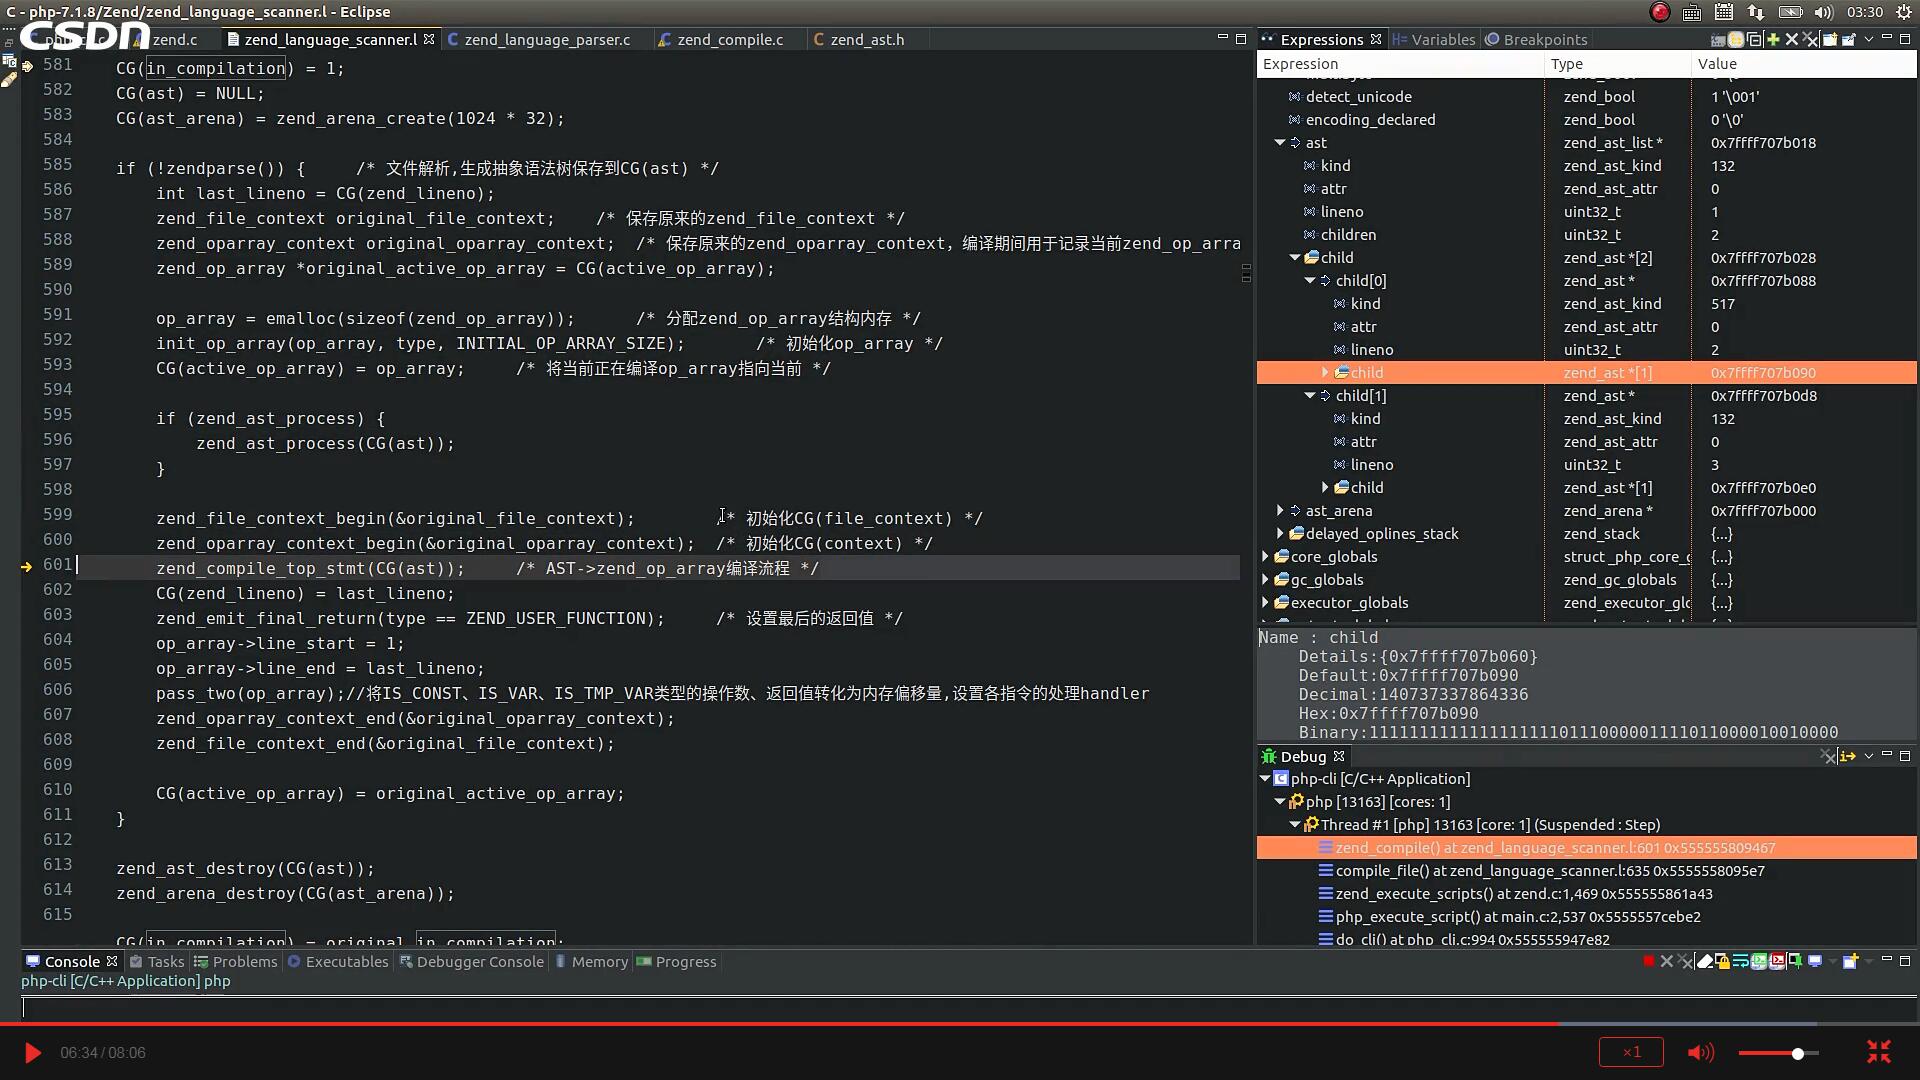 C - php-7.1.8/Zend/zend_language_scanner.l - Eclipse
03:30
CSDN
zend.c
zend_language_scanner.l
zend_language_parser.c
zend_compile.c
zend_ast.h
581 CG(in_compilation) = 1;
582 CG(ast) = NULL;
583 CG(ast_arena) = zend_arena_create(1024 * 32);
584
585 if (!zendparse()) { /* 文件解析,生成抽象语法树保存到CG(ast) */
586 int last_lineno = CG(zend_lineno);
587 zend_file_context original_file_context; /* 保存原来的zend_file_context */
588 zend_oparray_context original_oparray_context; /* 保存原来的zend_oparray_context, 编译期间用于记录当前zend_op_arra
589 zend_op_array *original_active_op_array = CG(active_op_array);
590
591 op_array = emalloc(sizeof(zend_op_array)); /* 分配zend_op_array结构内存 */
592 init_op_array(op_array, type, INITIAL_OP_ARRAY_SIZE); /* 初始化op_array */
593 CG(active_op_array) = op_array; /* 将当前正在编译op_array指向当前 */
594
595 if (zend_ast_process) {
596 zend_ast_process(CG(ast));
597 }
598
599 zend_file_context_begin(&original_file_context); /* 初始化CG(file_context) */
600 zend_oparray_context_begin(&original_oparray_context); /* 初始化CG(context) */
601 zend_compile_top_stmt(CG(ast)); /* AST->zend_op_array编译流程 */
602 CG(zend_lineno) = last_lineno;
603 zend_emit_final_return(type == ZEND_USER_FUNCTION); /* 设置最后的返回值 */
604 op_array->line_start = 1;
605 op_array->line_end = last_lineno;
606 pass_two(op_array);//将IS_CONST、IS_VAR、IS_TMP_VAR类型的操作数、返回值转化为内存偏移量,设置各指令的处理handler
607 zend_oparray_context_end(&original_oparray_context);
608 zend_file_context_end(&original_file_context);
609
610 CG(active_op_array) = original_active_op_array;
611 }
612
613 zend_ast_destroy(CG(ast));
614 zend_arena_destroy(CG(ast_arena));
615
CG(in_compilation) = original_in_compilation;
Expressions Variables Breakpoints
Expression Type Value
detect_unicode zend_bool 1 '\001'
encoding_declared zend_bool 0 '\0'
ast zend_ast_list * 0x7ffff707b018
kind zend_ast_kind 132
attr zend_ast_attr 0
lineno uint32_t 1
children uint32_t 2
child zend_ast *[2] 0x7ffff707b028
child[0] zend_ast * 0x7ffff707b088
kind zend_ast_kind 517
attr zend_ast_attr 0
lineno uint32_t 2
child zend_ast *[1] 0x7ffff707b090
child[1] zend_ast * 0x7ffff707b0d8
kind zend_ast_kind 132
attr zend_ast_attr 0
lineno uint32_t 3
child zend_ast *[1] 0x7ffff707b0e0
ast_arena zend_arena * 0x7ffff707b000
delayed_oplines_stack zend_stack {...}
core_globals struct_php_core_g {...}
gc_globals zend_gc_globals {...}
executor_globals zend_executor_glo {...}
Name : child
Details:{0x7ffff707b060}
Default:0x7ffff707b090
Decimal:140737337864336
Hex:0x7ffff707b090
Debug
php-cli [C/C++ Application]
php [13163] [cores: 1]
Thread #1 [php] 13163 [core: 1] (Suspended : Step)
zend_compile() at zend_language_scanner.l:601 0x555555809467
compile_file() at zend_language_scanner.l:635 0x5555558095e7
zend_execute_scripts() at zend.c:1,469 0x555555861a43
php_execute_script() at main.c:2,537 0x5555557cebe2
do_cli() at php_cli.c:994 0x555555947e82
Console Tasks Problems Executables Debugger Console Memory Progress
php-cli [C/C++ Application] php
06:34 / 08:06
×1